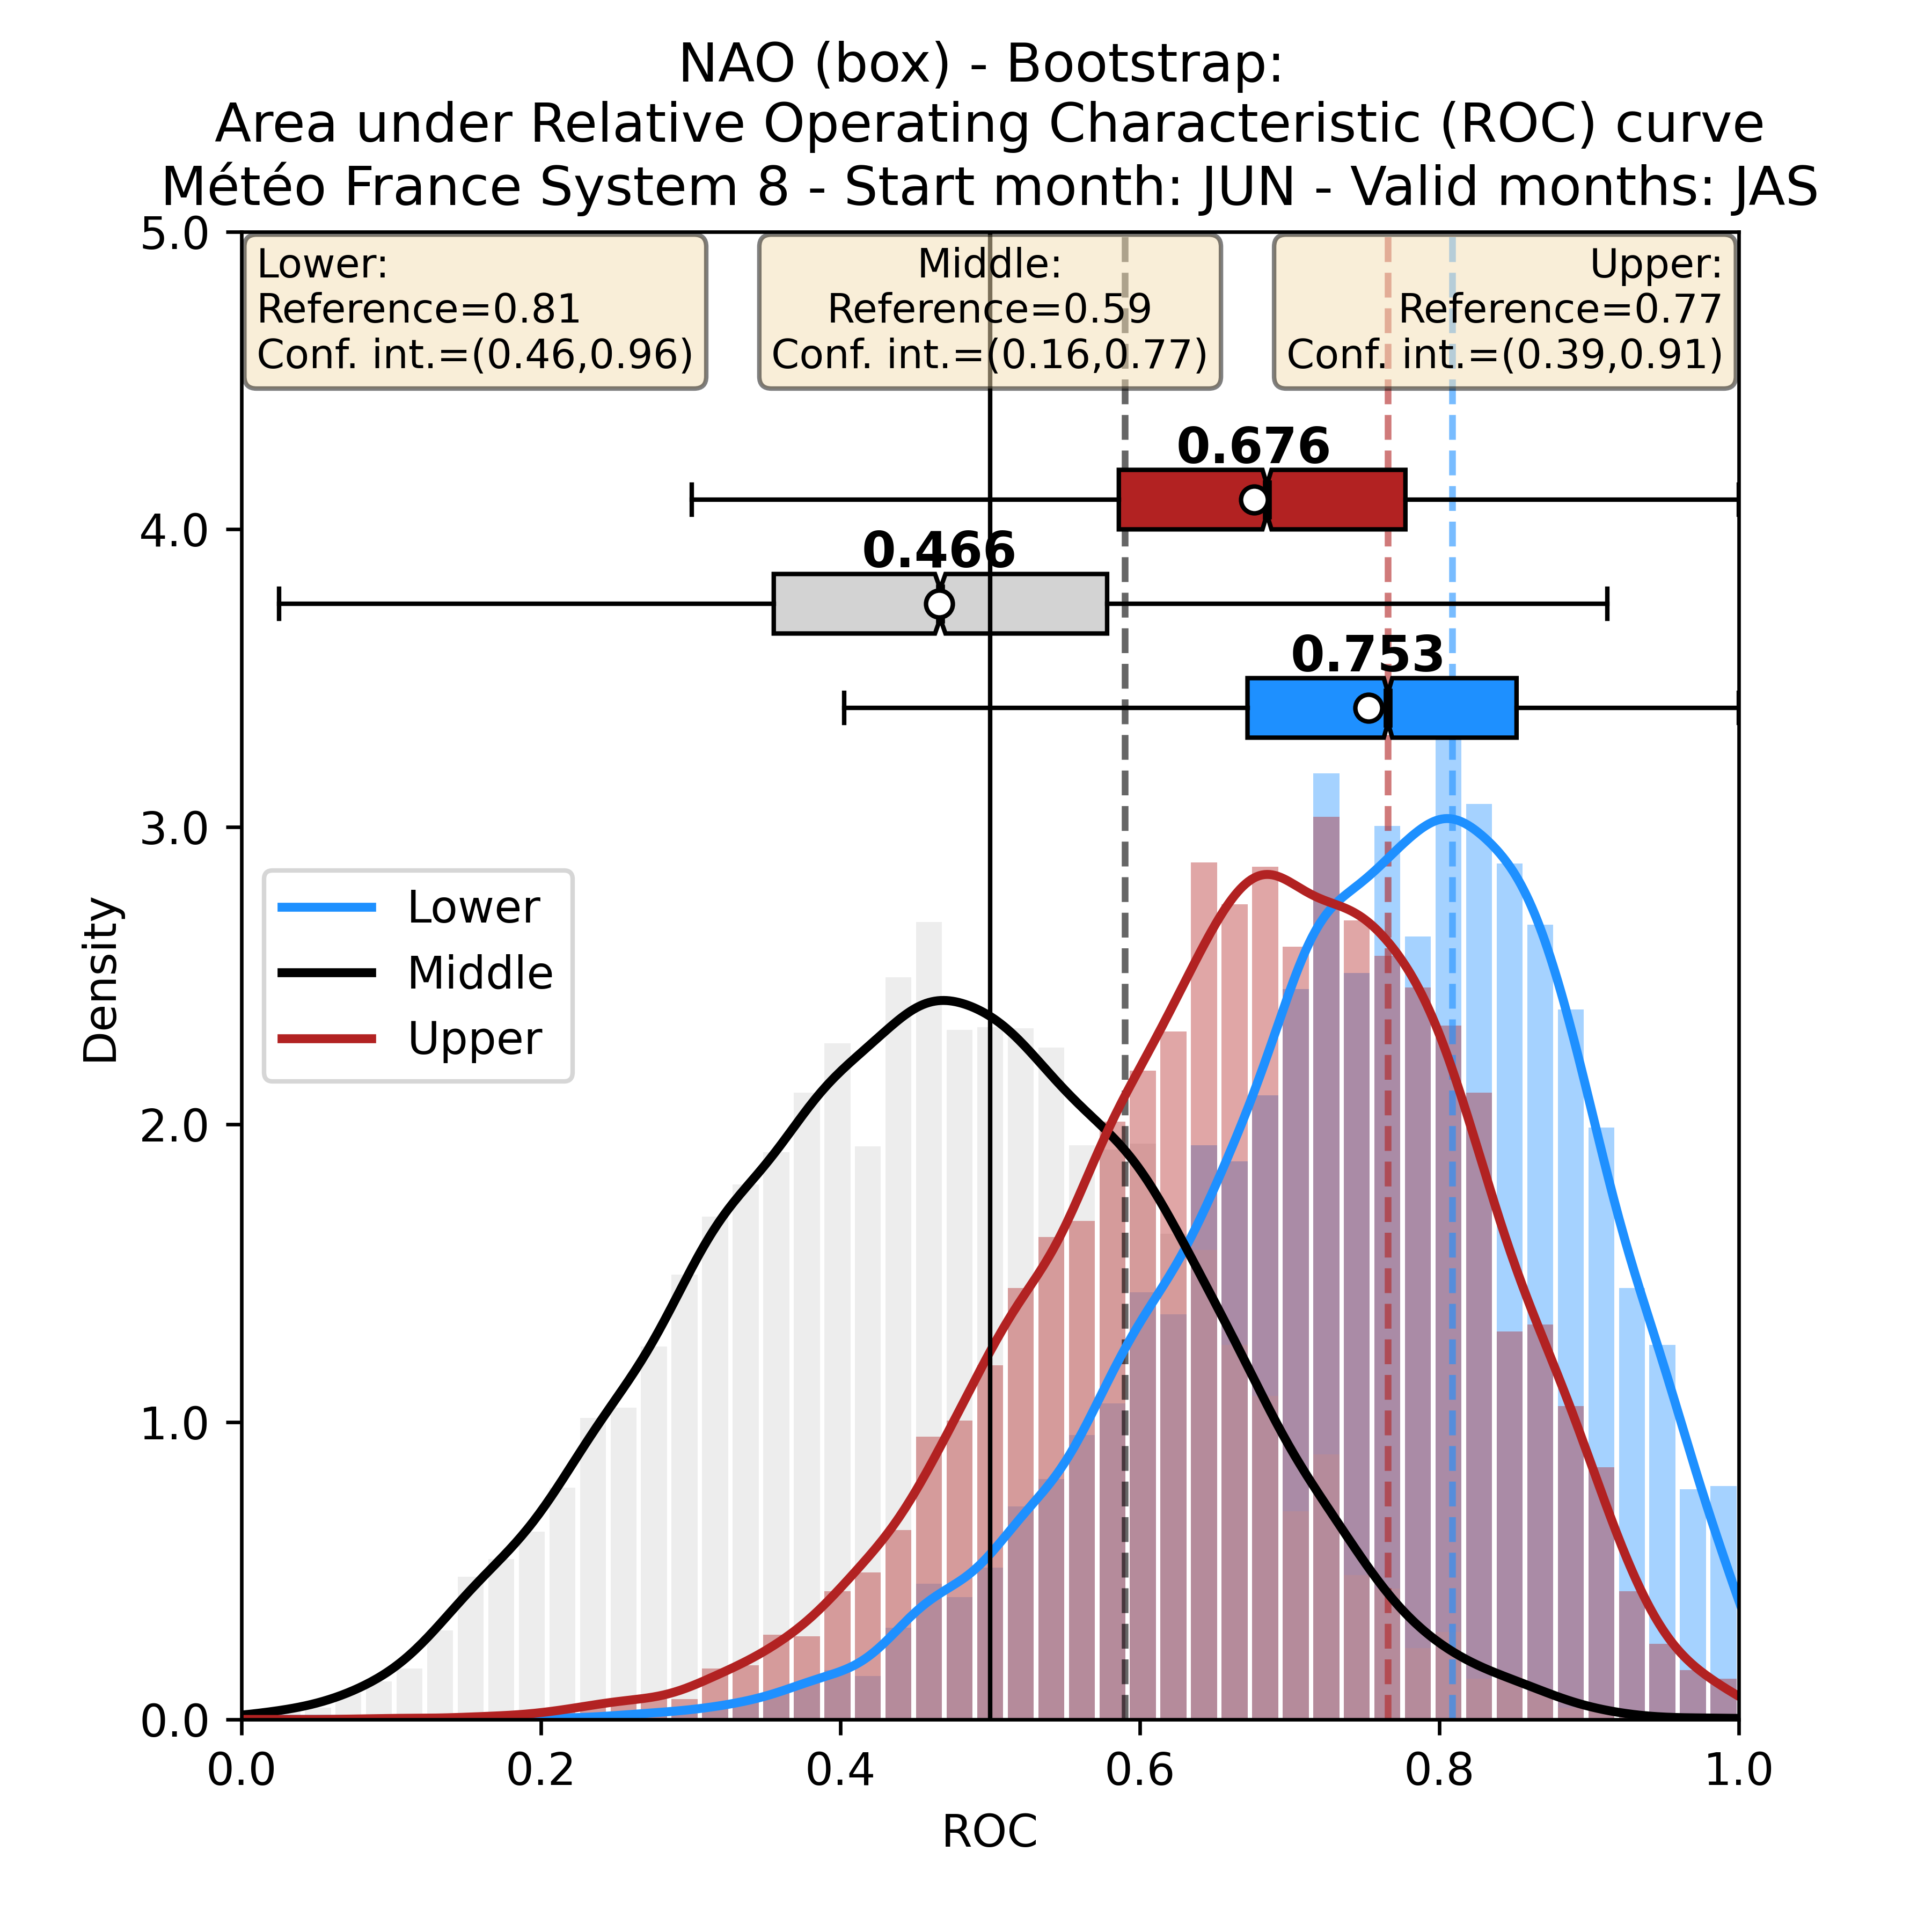 NAO (box) - Bootstrap:
Area under Relative Operating Characteristic (ROC) curve
Météo France System 8 - Start month: JUN - Valid months: JAS
Lower:
Reference=0.81
Conf. int.=(0.46,0.96)
Middle:
Reference=0.59
Conf. int.=(0.16,0.77)
Upper:
Reference=0.77
Conf. int.=(0.39,0.91)
0.676
0.466
0.753
Lower
Middle
Upper
Density
5.0
4.0
3.0
2.0
1.0
0.0
0.0
0.2
0.4
0.6
0.8
1.0
ROC